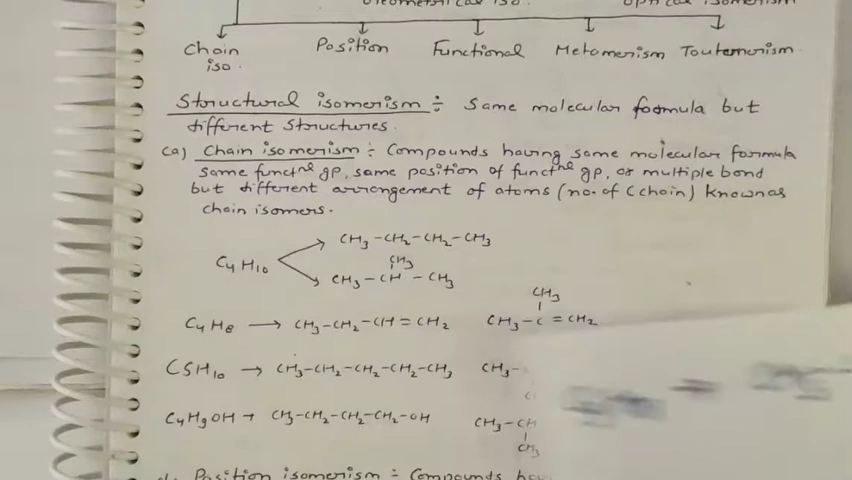 Chain Position Functional Metamerism Toutemerism
iso.
Structural isomerism ÷ Same molecular formula but
different structures.
(a) Chain isomerism ÷ Compounds having same molecular formula
same functⁿᵉ gp, same position of functⁿᵉ gp, or multiple bond
but different arrangement of atoms (no. of C chain) known as
chain isomers.
CH₃-CH₂-CH₂-CH₃
CH₃
C₄H₁₀
CH₃-CH-CH₃
CH₃
C₄H₈ → CH₃-CH₂-CH=CH₂ CH₃-C=CH₂
C5H₁₀ → CH₃-CH₂-CH₂-CH₂-CH₃ CH₃-
C₄H₉OH → CH₃-CH₂-CH₂-CH₂-OH CH₃-CH
CH₃
Position isomerism ÷ Compounds